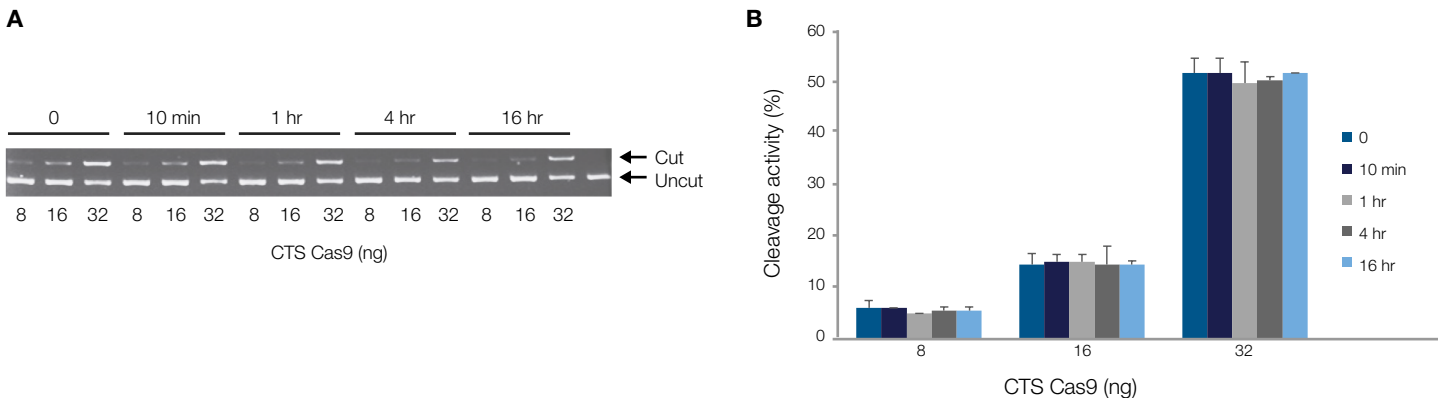 A
0 10 min 1 hr 4 hr 16 hr
Cut
Uncut
8 16 32 8 16 32 8 16 32 8 16 32 8 16 32
CTS Cas9 (ng)
B
Cleavage activity (%)
60
50
40
30
20
10
0
8 16 32
CTS Cas9 (ng)
0
10 min
1 hr
4 hr
16 hr